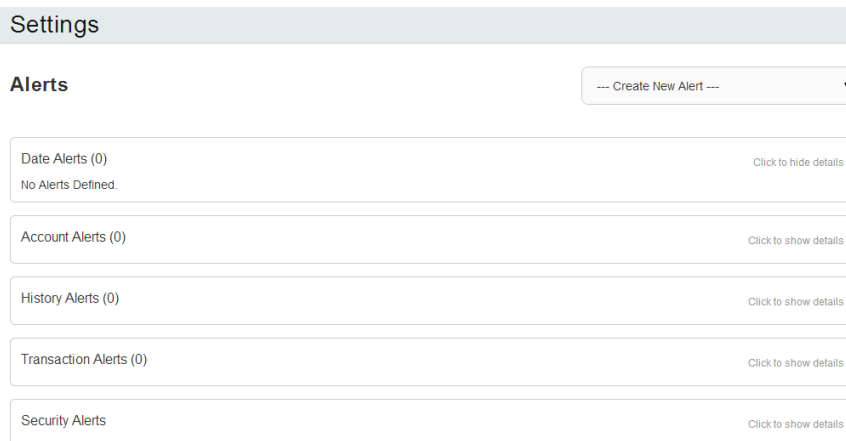 Settings
Alerts
--- Create New Alert ---
Date Alerts (0)
Click to hide details
No Alerts Defined.
Account Alerts (0)
Click to show details
History Alerts (0)
Click to show details
Transaction Alerts (0)
Click to show details
Security Alerts
Click to show details